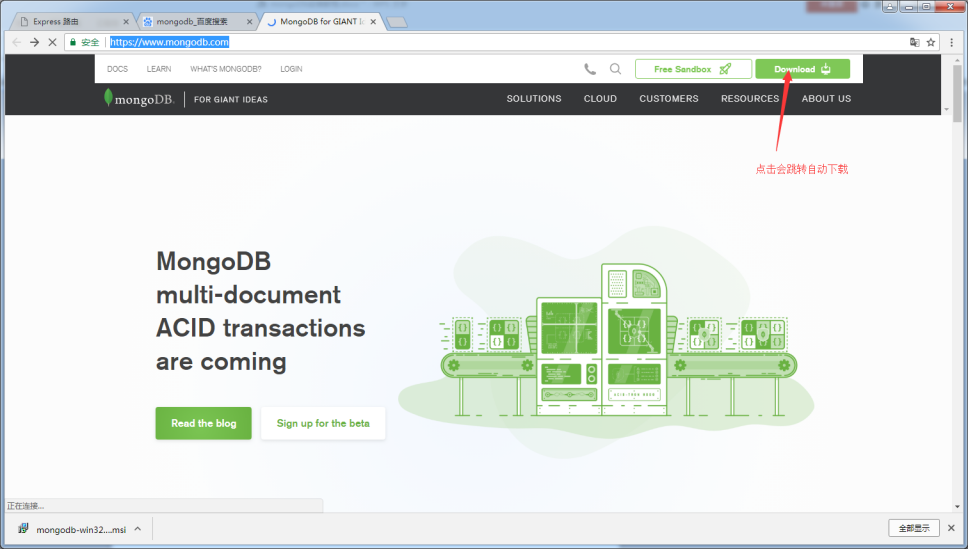 Express 路由
mongodb_百度搜索
MongoDB for GIANT I
安全
https://www.mongodb.com
DOCS
LEARN
WHAT'S MONGODB?
LOGIN
Free Sandbox
Download
mongoDB.
FOR GIANT IDEAS
SOLUTIONS
CLOUD
CUSTOMERS
RESOURCES
ABOUT US
点击会跳转自动下载
MongoDB
multi-document
ACID transactions
are coming
Read the blog
Sign up for the beta
正在连接...
mongodb-win32....msi
全部显示